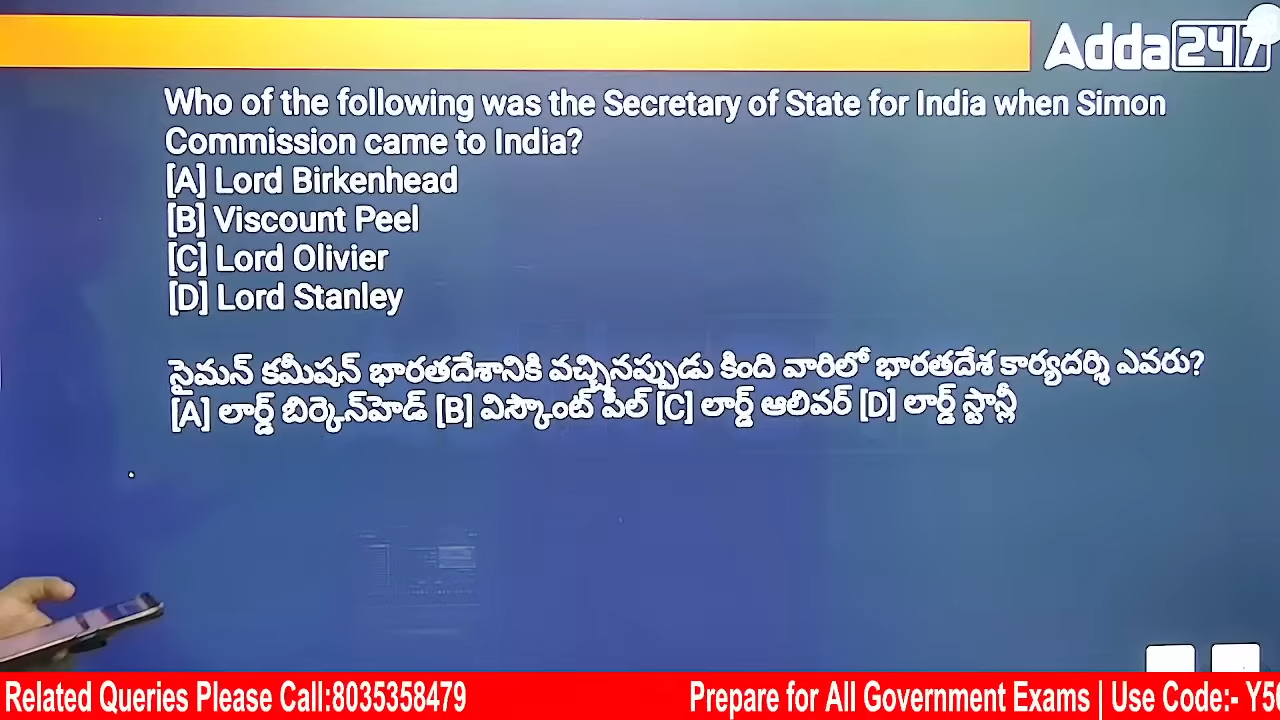 Adda247
Who of the following was the Secretary of State for India when Simon
Commission came to India?
[A] Lord Birkenhead
[B] Viscount Peel
[C] Lord Olivier
[D] Lord Stanley
సైమన్ కమీషన్ భారతదేశానికి వచ్చినప్పుడు కింది వారిలో భారతదేశ కార్యదర్శి ఎవరు?
[A] లార్డ్ బిర్కెన్‌హెడ్ [B] విస్కౌంట్ పీల్ [C] లార్డ్ ఆలివర్ [D] లార్డ్ స్టాన్లీ
Related Queries Please Call:8035358479 Prepare for All Government Exams | Use Code:- Y5